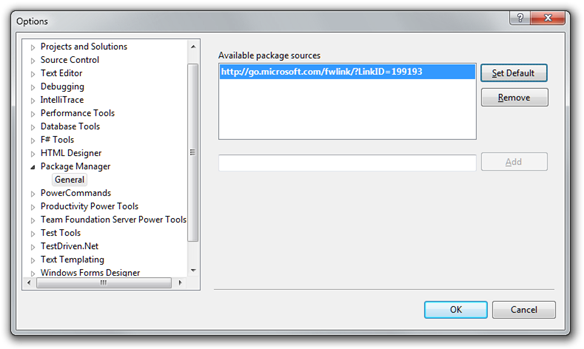 Options
Projects and Solutions
Source Control
Text Editor
Debugging
IntelliTrace
Performance Tools
Database Tools
F# Tools
HTML Designer
Package Manager
General
PowerCommands
Productivity Power Tools
Team Foundation Server Power Tools
Test Tools
TestDriven.Net
Text Templating
Windows Forms Designer
Available package sources
http://go.microsoft.com/fwlink/?LinkID=199193
Set Default
Remove
Add
OK
Cancel